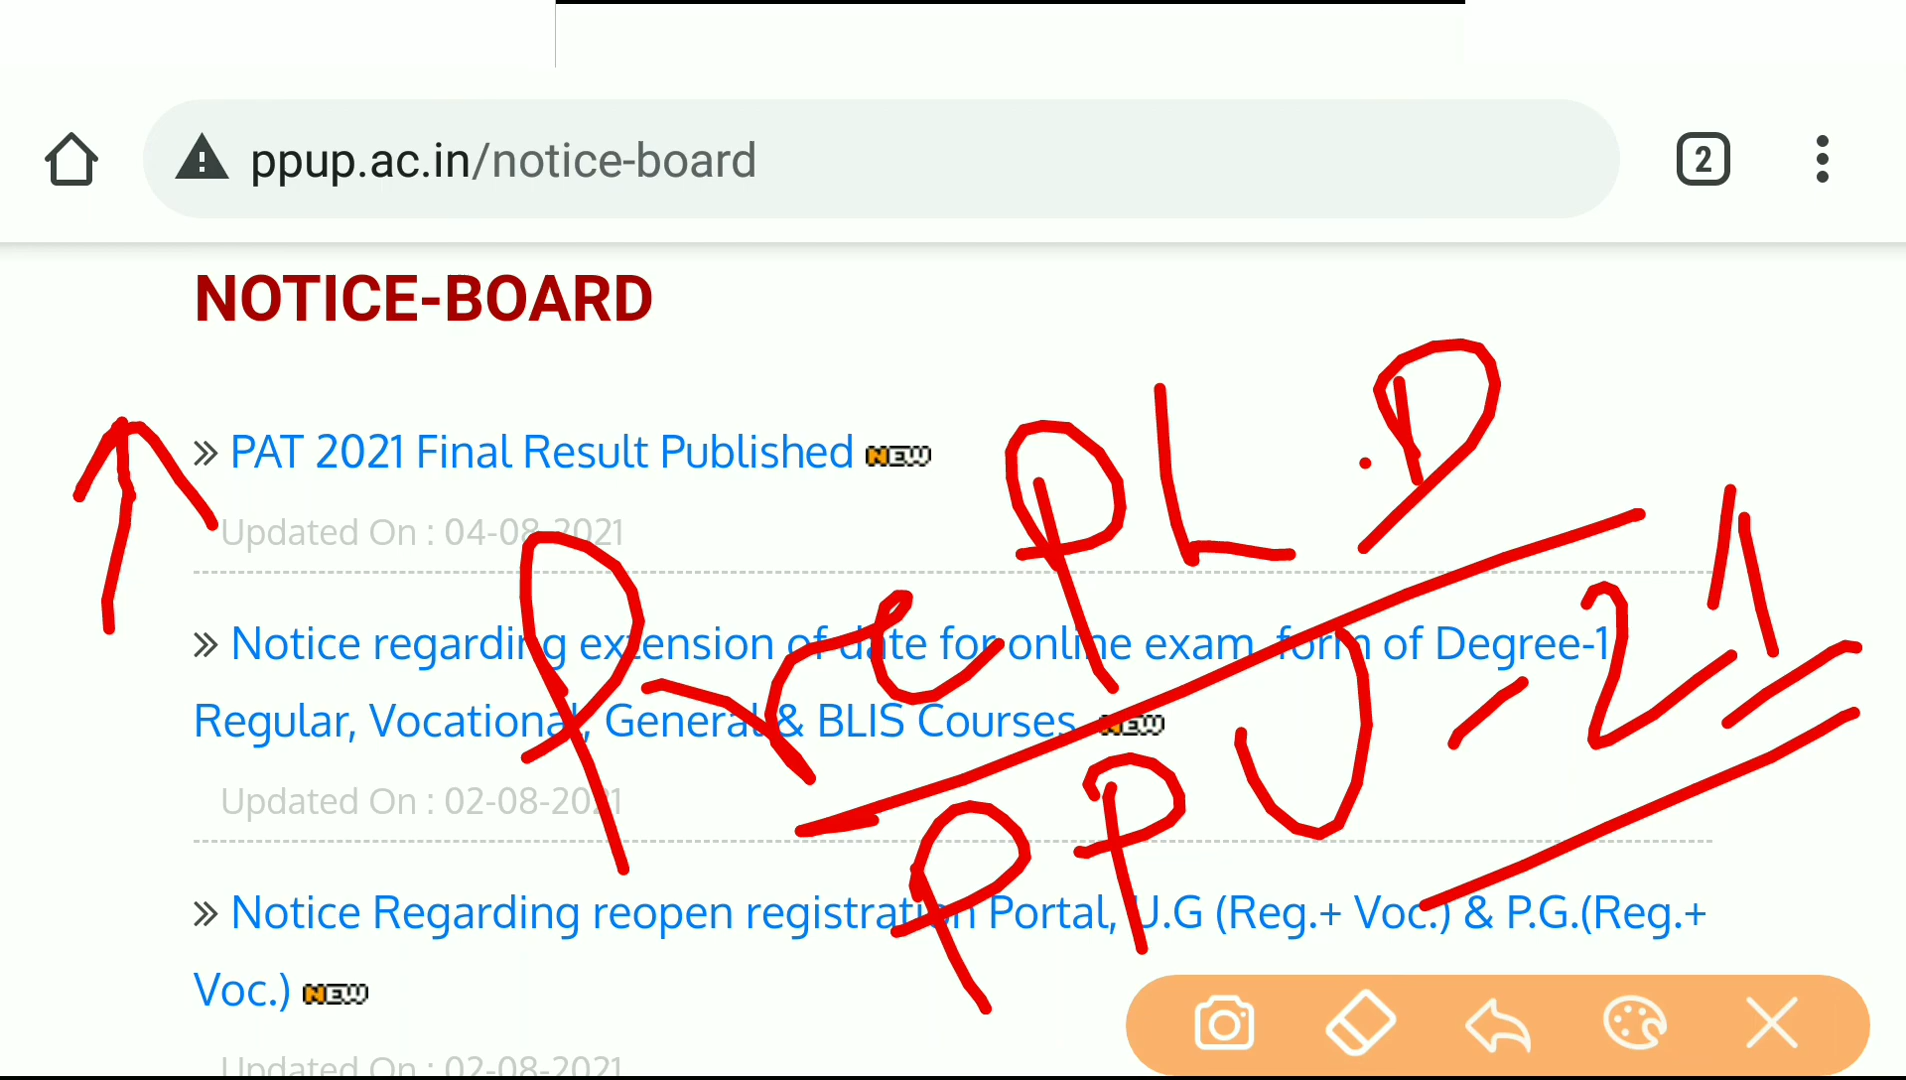 ppup.ac.in/notice-board
2
NOTICE-BOARD
» PAT 2021 Final Result Published NEW
Updated On : 04-08-2021
» Notice regarding extension of date for online exam form of Degree-1
Regular, Vocational, General & BLIS Courses NEW
Updated On : 02-08-2021
» Notice Regarding reopen registration Portal, U.G (Reg.+ Voc.) & P.G.(Reg.+
Voc.) NEW
Updated On : 02-08-2021
Pre Ph.D
PPU-21